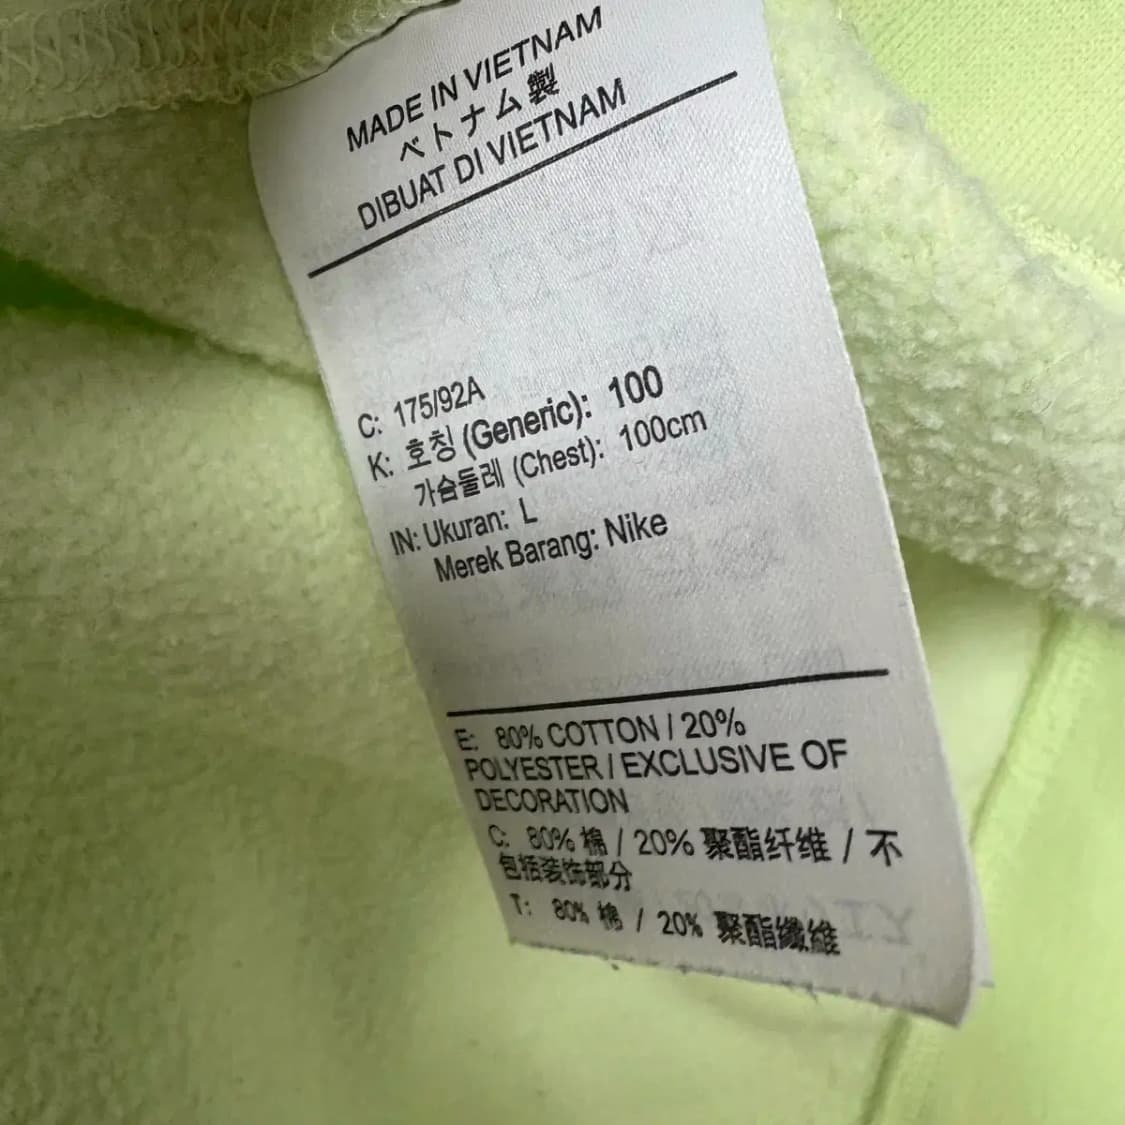 MADE IN VIETNAM
ベトナム製
DIBUAT DI VIETNAM
C: 175/92A
K: 호칭 (Generic): 100
가슴둘레 (Chest): 100cm
IN: Ukuran: L
Merek Barang: Nike
E: 80% COTTON / 20%
POLYESTER / EXCLUSIVE OF
DECORATION
C: 80% 棉 / 20% 聚酯纤维 / 不
包括装饰部分
T: 80% 棉 / 20% 聚酯纖維